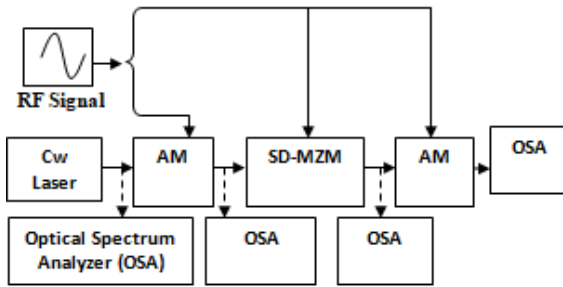 RF Signal
Cw
Laser
AM
SD-MZM
AM
OSA
Optical Spectrum
Analyzer (OSA)
OSA
OSA